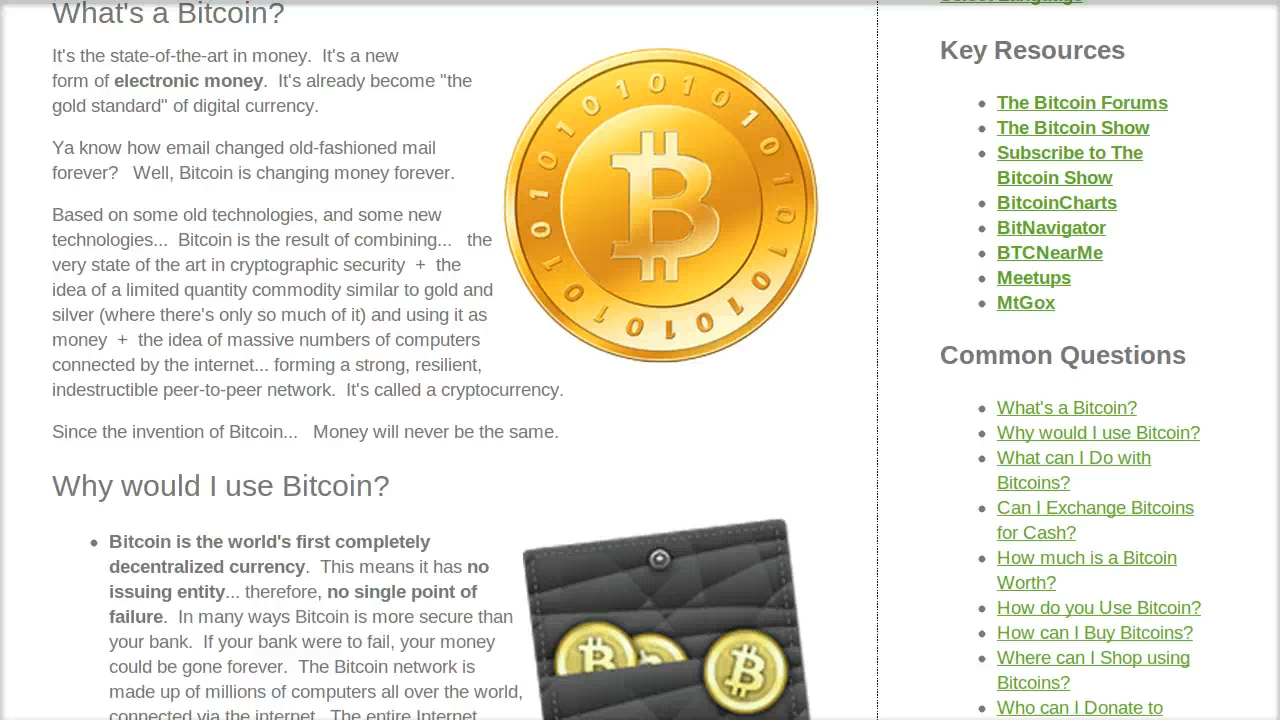 What's a Bitcoin?
It's the state-of-the-art in money. It's a new
form of electronic money. It's already become "the
gold standard" of digital currency.
Ya know how email changed old-fashioned mail
forever? Well, Bitcoin is changing money forever.
Based on some old technologies, and some new
technologies... Bitcoin is the result of combining... the
very state of the art in cryptographic security + the
idea of a limited quantity commodity similar to gold and
silver (where there's only so much of it) and using it as
money + the idea of massive numbers of computers
connected by the internet... forming a strong, resilient,
indestructible peer-to-peer network. It's called a cryptocurrency.
Since the invention of Bitcoin... Money will never be the same.
Why would I use Bitcoin?
Bitcoin is the world's first completely
decentralized currency. This means it has no
issuing entity... therefore, no single point of
failure. In many ways Bitcoin is more secure than
your bank. If your bank were to fail, your money
could be gone forever. The Bitcoin network is
made up of millions of computers all over the world,
connected via the internet. The entire Internet
Select Language
Key Resources
The Bitcoin Forums
The Bitcoin Show
Subscribe to The
Bitcoin Show
BitcoinCharts
BitNavigator
BTCNearMe
Meetups
MtGox
Common Questions
What's a Bitcoin?
Why would I use Bitcoin?
What can I Do with
Bitcoins?
Can I Exchange Bitcoins
for Cash?
How much is a Bitcoin
Worth?
How do you Use Bitcoin?
How can I Buy Bitcoins?
Where can I Shop using
Bitcoins?
Who can I Donate to